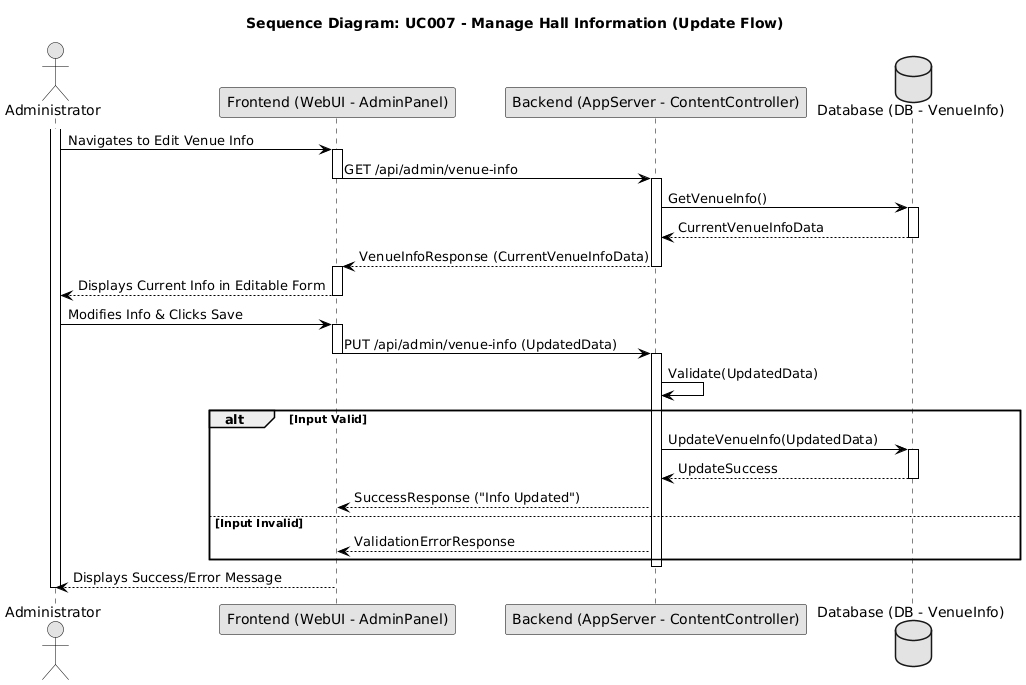 Sequence Diagram: UC007 - Manage Hall Information (Update Flow)
Administrator
Frontend (WebUI - AdminPanel)
Backend (AppServer - ContentController)
Database (DB - VenueInfo)
Navigates to Edit Venue Info
GET /api/admin/venue-info
GetVenueInfo()
CurrentVenueInfoData
VenueInfoResponse (CurrentVenueInfoData)
Displays Current Info in Editable Form
Modifies Info & Clicks Save
PUT /api/admin/venue-info (UpdatedData)
Validate(UpdatedData)
alt [Input Valid]
UpdateVenueInfo(UpdatedData)
UpdateSuccess
SuccessResponse ("Info Updated")
[Input Invalid]
ValidationErrorResponse
Displays Success/Error Message
Administrator
Frontend (WebUI - AdminPanel)
Backend (AppServer - ContentController)
Database (DB - VenueInfo)